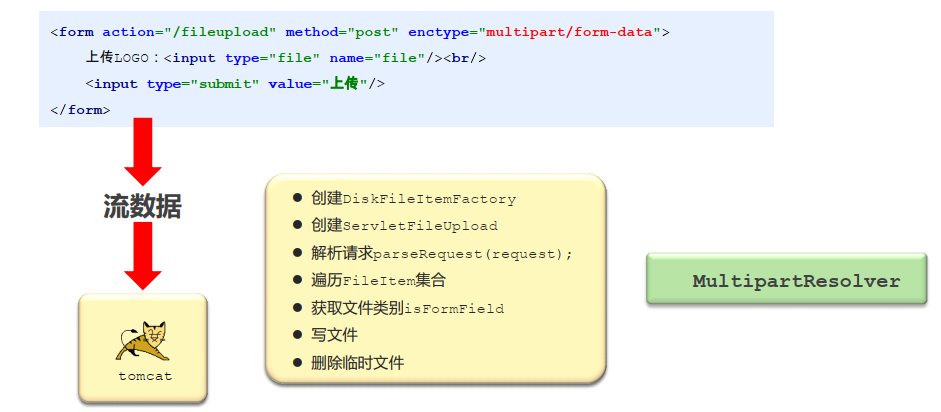 <form action="/fileupload" method="post" enctype="multipart/form-data">
上传LOGO：<input type="file" name="file"/><br/>
<input type="submit" value="上传"/>
</form>
流数据
tomcat
● 创建DiskFileItemFactory
● 创建ServletFileUpload
● 解析请求parseRequest(request);
● 遍历FileItem集合
● 获取文件类别isFormField
● 写文件
● 删除临时文件
MultipartResolver